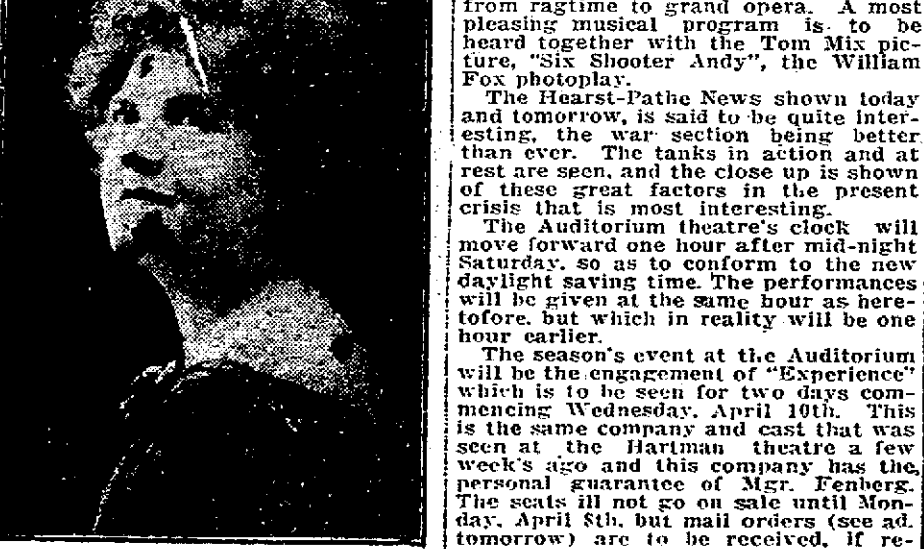 from ragtime to grand opera. A most
pleasing musical program is to be
heard together with the Tom Mix pic-
ture, "Six Shooter Andy", the William
Fox photoplay.
The Hearst-Pathe News shown today
and tomorrow, is said to be quite inter-
esting, the war section being better
than ever. The tanks in action and at
rest are seen, and the close up is shown
of these great factors in the present
crisis that is most interesting.
The Auditorium theatre's clock will
move forward one hour after mid-night
Saturday, so as to conform to the new
daylight saving time. The performances
will be given at the same hour as here-
tofore, but which in reality will be one
hour earlier.
The season's event at the Auditorium
will be the engagement of "Experience"
which is to be seen for two days com-
mencing Wednesday, April 10th. This
is the same company and cast that was
seen at the Hartman theatre a few
week's ago and this company has the
personal guarantee of Mgr. Fenberg.
The seats ill not go on sale until Mon-
day, April 8th, but mail orders (see ad.
tomorrow) are to be received, if re-